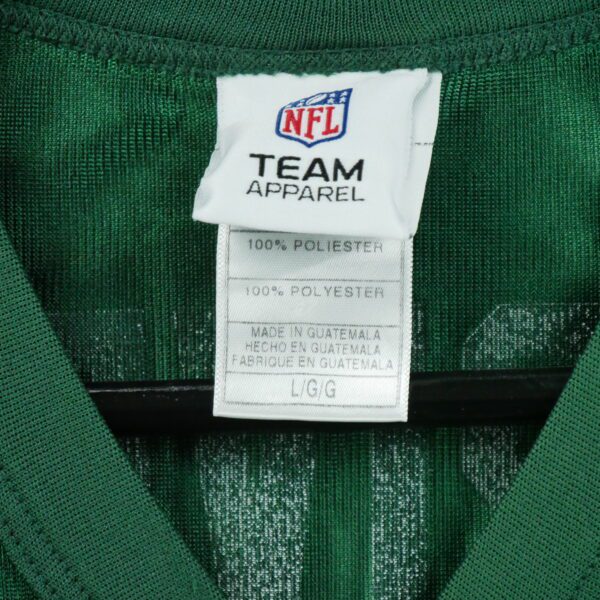 NFL
TEAM
APPAREL
100% POLIESTER
100% POLYESTER
MADE IN GUATEMALA
HECHO EN GUATEMALA
FABRIQUE EN GUATEMALA
L/G/G